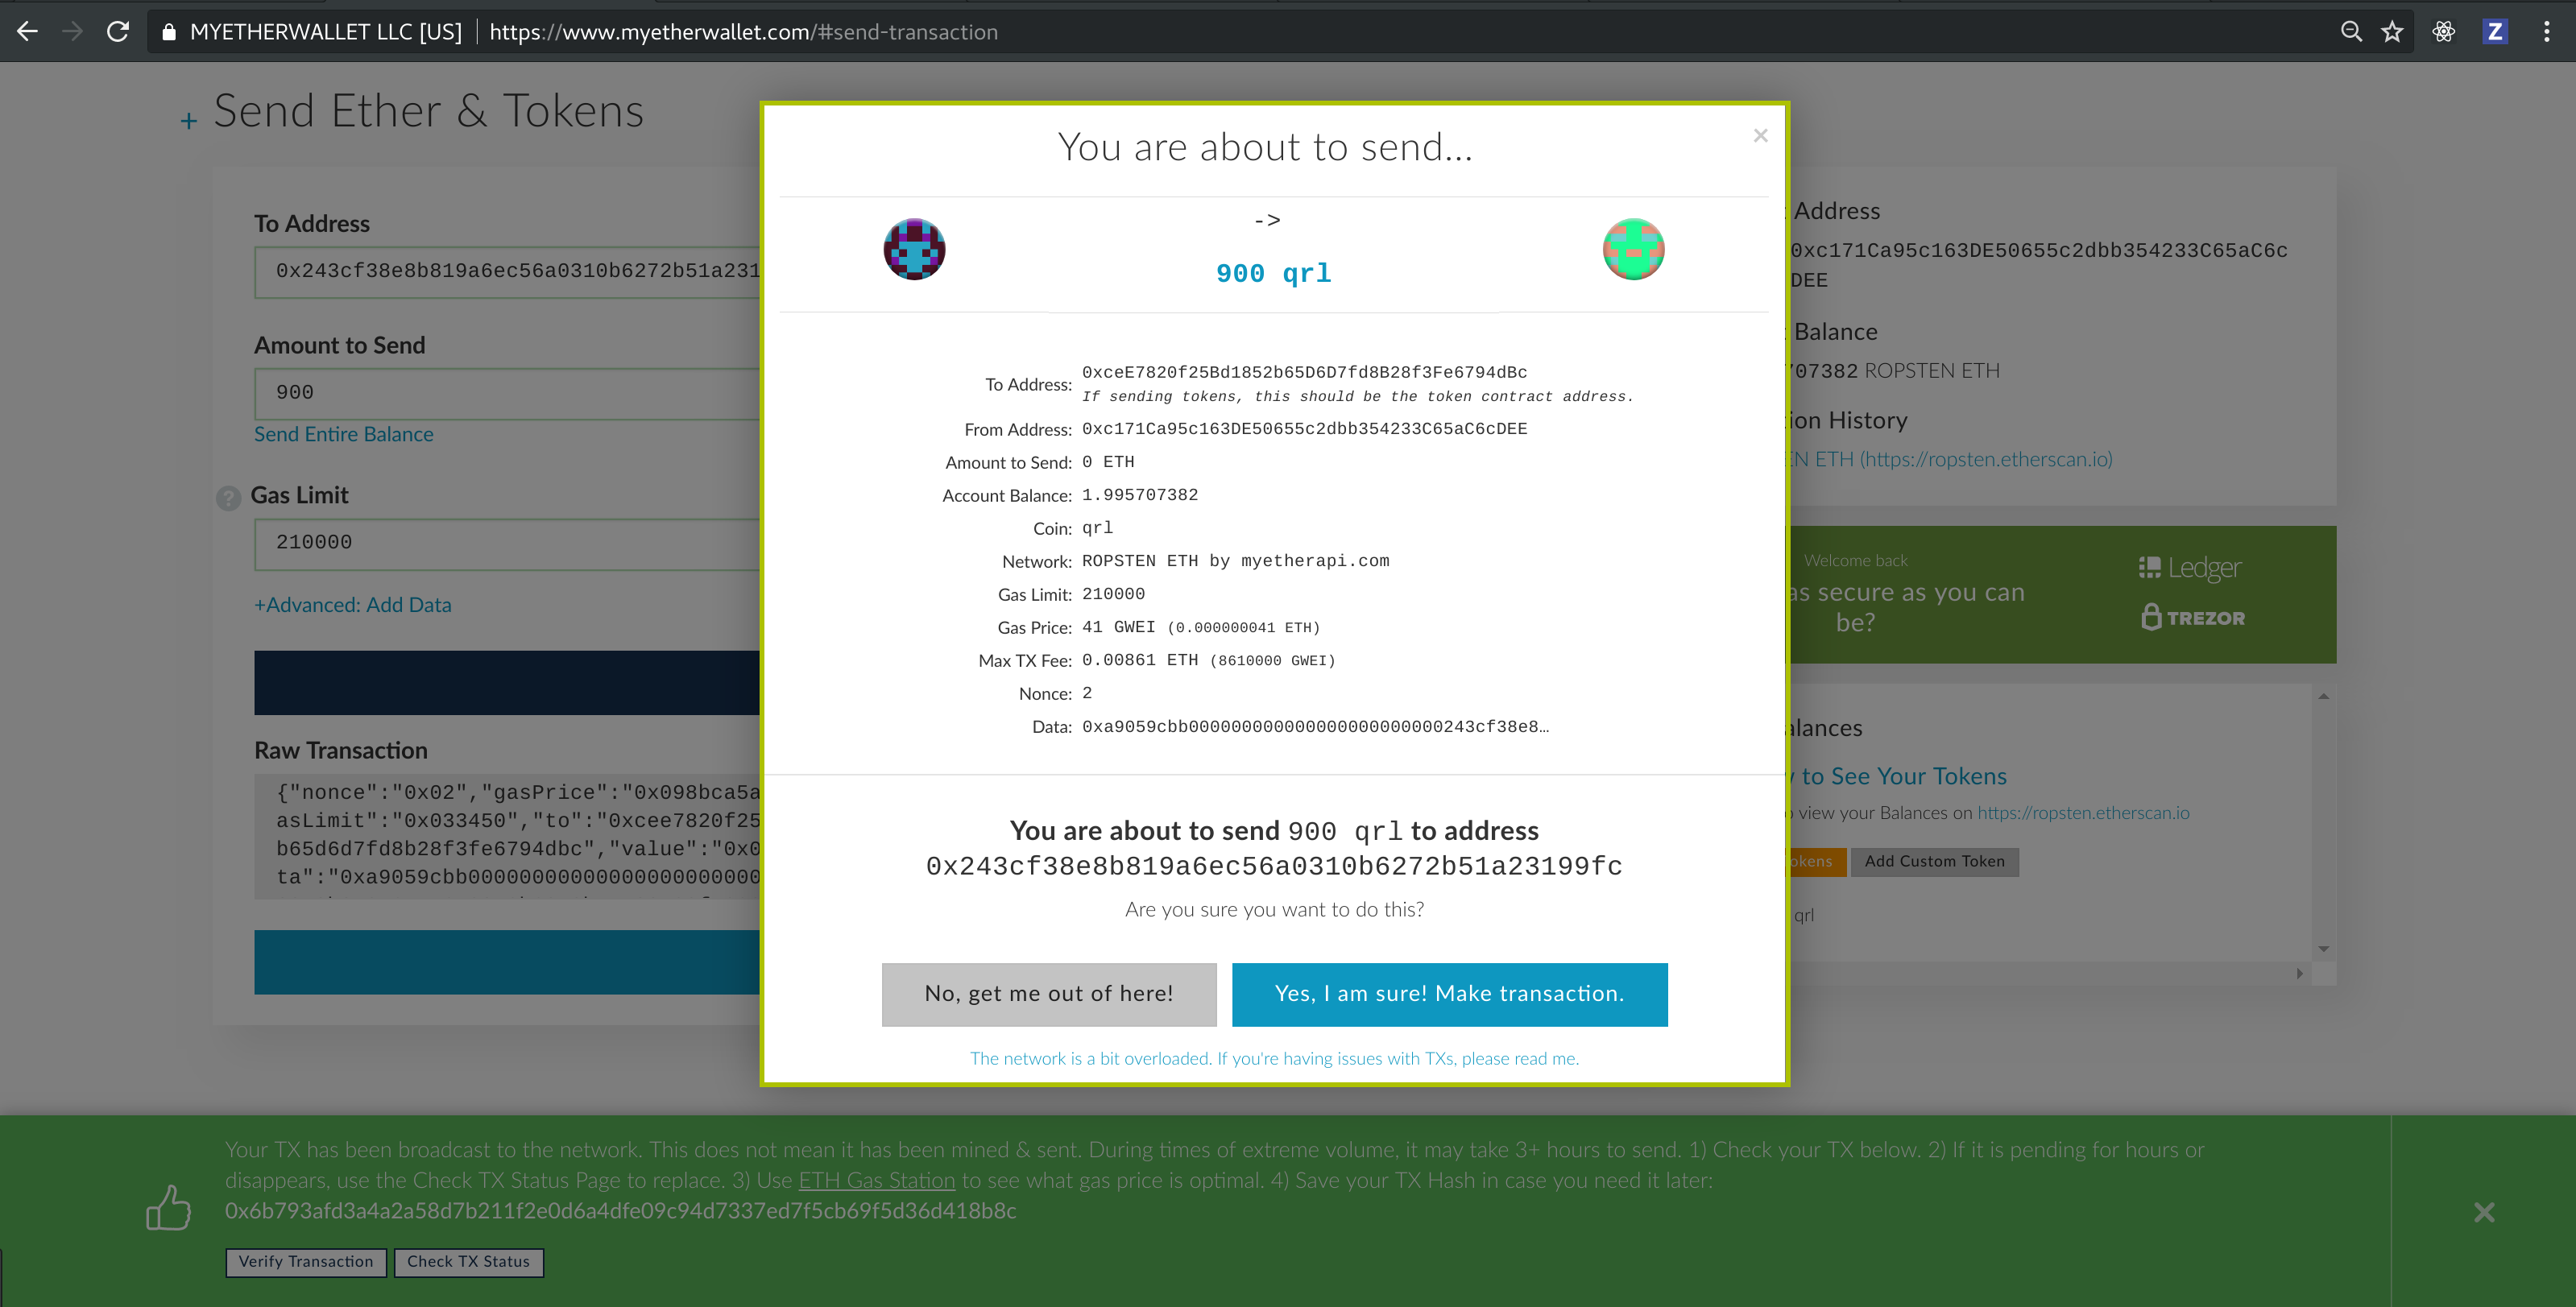 MYETHERWALLET LLC [US] https://www.myetherwallet.com/#send-transaction
Z
+ Send Ether & Tokens
To Address
0x243cf38e8b819a6ec56a0310b6272b51a231
Amount to Send
900
Send Entire Balance
? Gas Limit
210000
+Advanced: Add Data
Raw Transaction
{"nonce":"0x02","gasPrice":"0x098bca5a
asLimit":"0x033450","to":"0xcee7820f25
b65d6d7fd8b28f3fe6794dbc","value":"0x0
ta":"0xa9059cbb00000000000000000000000
You are about to send...
×
->
900 qrl
To Address: 0xceE7820f25Bd1852b65D6D7fd8B28f3Fe6794dBc
If sending tokens, this should be the token contract address.
From Address: 0xc171Ca95c163DE50655c2dbb354233C65aC6cDEE
Amount to Send: 0 ETH
Account Balance: 1.995707382
Coin: qrl
Network: ROPSTEN ETH by myetherapi.com
Gas Limit: 210000
Gas Price: 41 GWEI (0.000000041 ETH)
Max TX Fee: 0.00861 ETH (8610000 GWEI)
Nonce: 2
Data: 0xa9059cbb000000000000000000000000243cf38e8…
You are about to send 900 qrl to address
0x243cf38e8b819a6ec56a0310b6272b51a23199fc
Are you sure you want to do this?
No, get me out of here!
Yes, I am sure! Make transaction.
The network is a bit overloaded. If you're having issues with TXs, please read me.
Address
0xc171Ca95c163DE50655c2dbb354233C65aC6c
DEE
Balance
07382 ROPSTEN ETH
ion History
N ETH (https://ropsten.etherscan.io)
Welcome back
as secure as you can
be?
Ledger
TREZOR
alances
to See Your Tokens
view your Balances on https://ropsten.etherscan.io
okens
Add Custom Token
qrl
Your TX has been broadcast to the network. This does not mean it has been mined & sent. During times of extreme volume, it may take 3+ hours to send. 1) Check your TX below. 2) If it is pending for hours or
disappears, use the Check TX Status Page to replace. 3) Use ETH Gas Station to see what gas price is optimal. 4) Save your TX Hash in case you need it later:
0x6b793afd3a4a2a58d7b211f2e0d6a4dfe09c94d7337ed7f5cb69f5d36d418b8c
Verify Transaction
Check TX Status
×